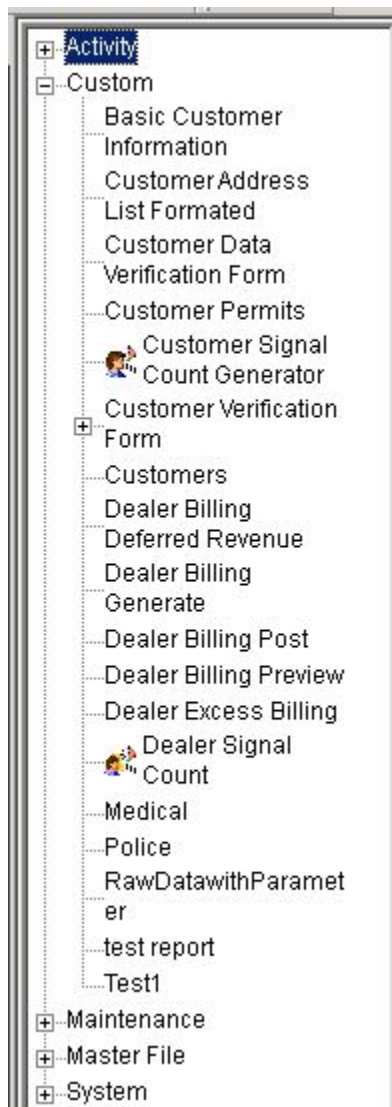 Activity
Custom
Basic Customer
Information
Customer Address
List Formated
Customer Data
Verification Form
Customer Permits
Customer Signal
Count Generator
Customer Verification
Form
Customers
Dealer Billing
Deferred Revenue
Dealer Billing
Generate
Dealer Billing Post
Dealer Billing Preview
Dealer Excess Billing
Dealer Signal
Count
Medical
Police
RawDatawithParamet
er
test report
Test1
Maintenance
Master File
System